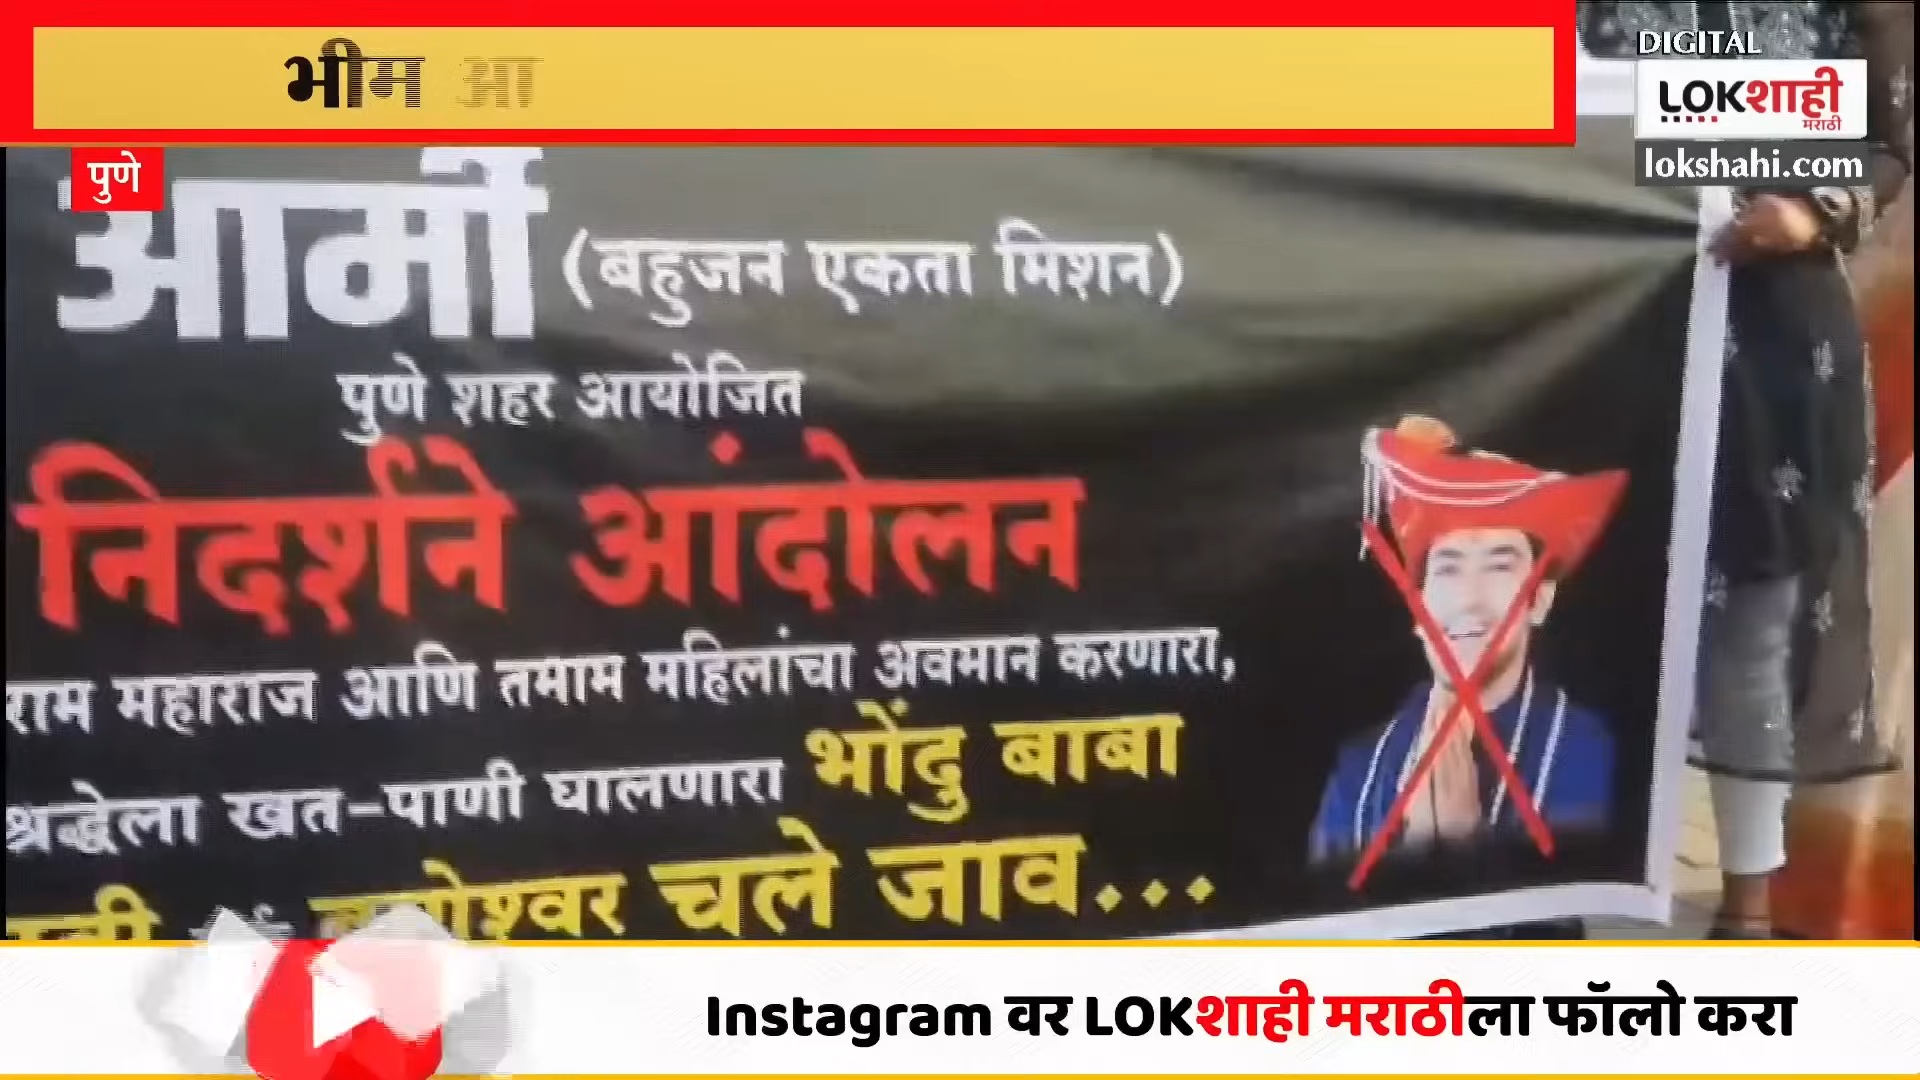 भीम आ
DIGITAL
LOKशाही
मराठी
lokshahi.com
पुणे
आर्मी (बहुजन एकता मिशन)
पुणे शहर आयोजित
निदर्शने आंदोलन
राम महाराज आणि तमाम महिलांचा अवमान करणारा,
श्रद्धेला खत-पाणी घालणारा भोंदु बाबा
चले जाव...
Instagram वर LOKशाही मराठीला फॉलो करा